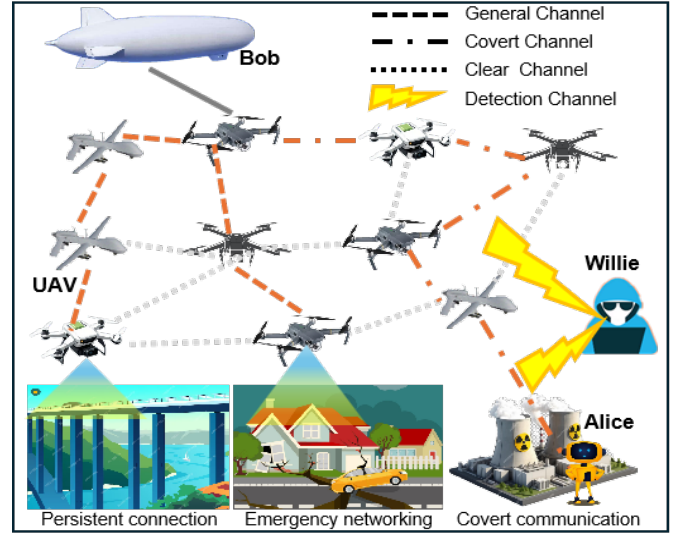 General Channel
Bob
Covert Channel
Clear Channel
Detection Channel
Willie
UAV
Alice
Persistent connection
Emergency networking
Covert communication